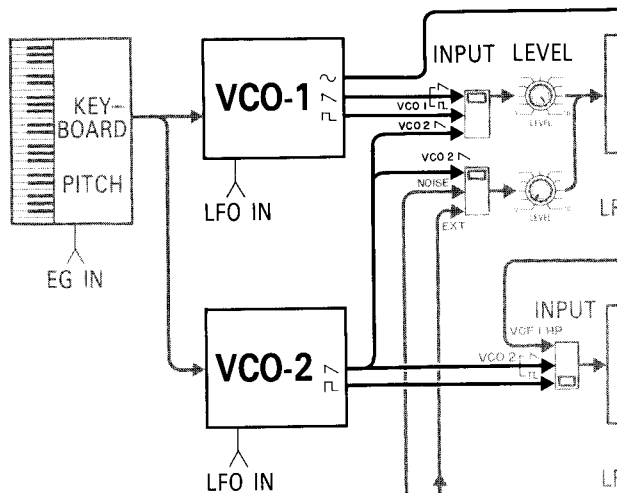 INPUT LEVEL
KEY-
BOARD
PITCH
EG IN
VCO-1
LFO IN
VCO 1
VCO 2
LEVEL
VCO 2
NOISE
EXT
LEVEL
VCO-2
LFO IN
INPUT
VCF 1 HP
VCO 2